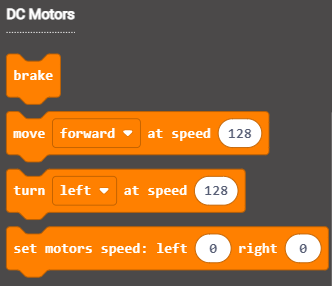 DC Motors
brake
move forward at speed 128
turn left at speed 128
set motors speed: left 0 right 0